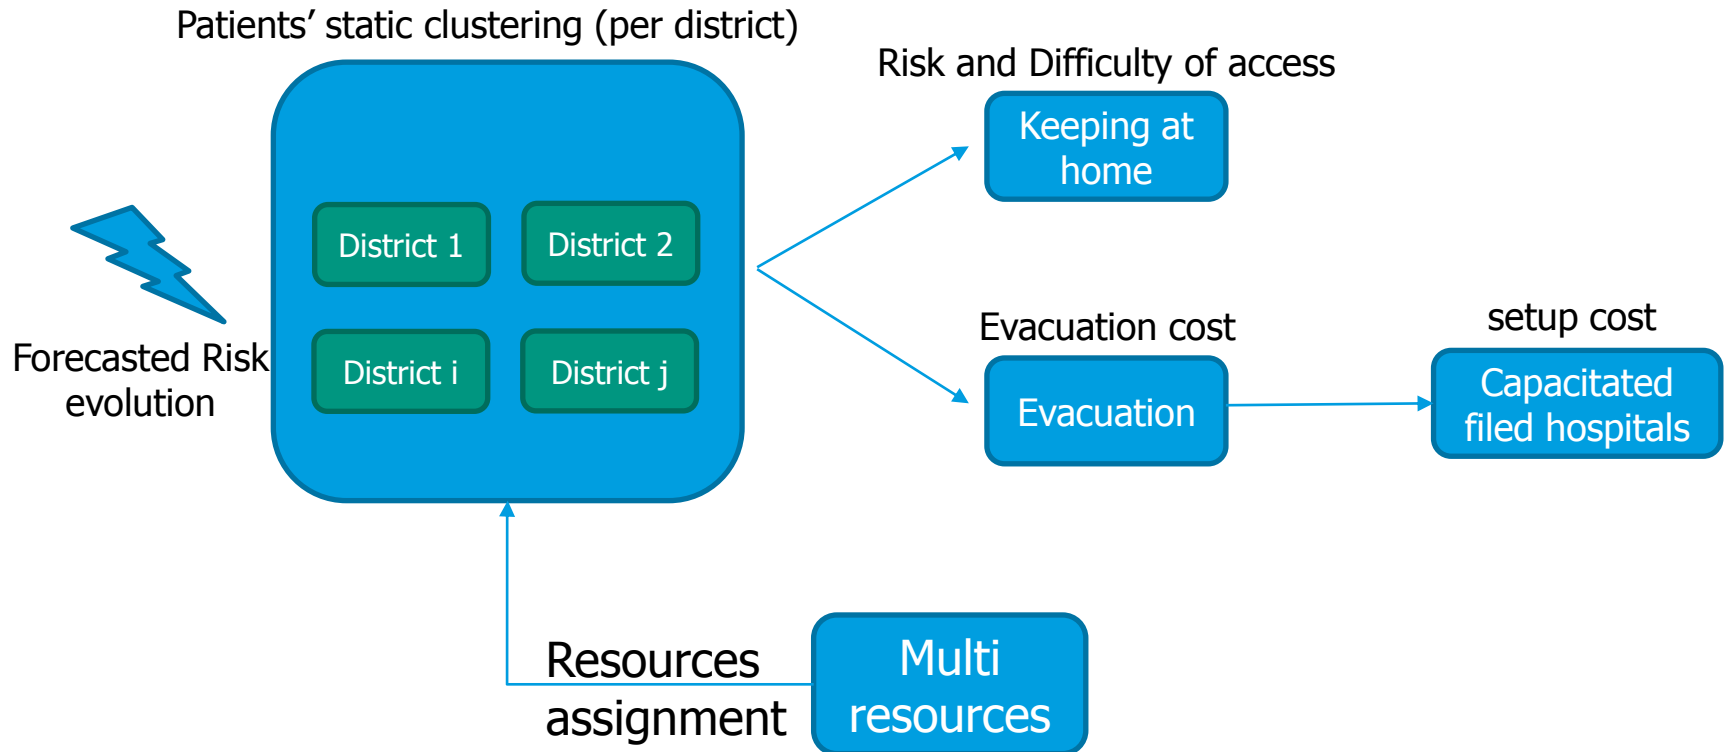 Patients’ static clustering (per district)
Risk and Difficulty of access
Keeping at
home
District 1
District 2
District i
District j
Forecasted Risk
evolution
Evacuation cost
Evacuation
setup cost
Capacitated
filed hospitals
Resources
assignment
Multi
resources